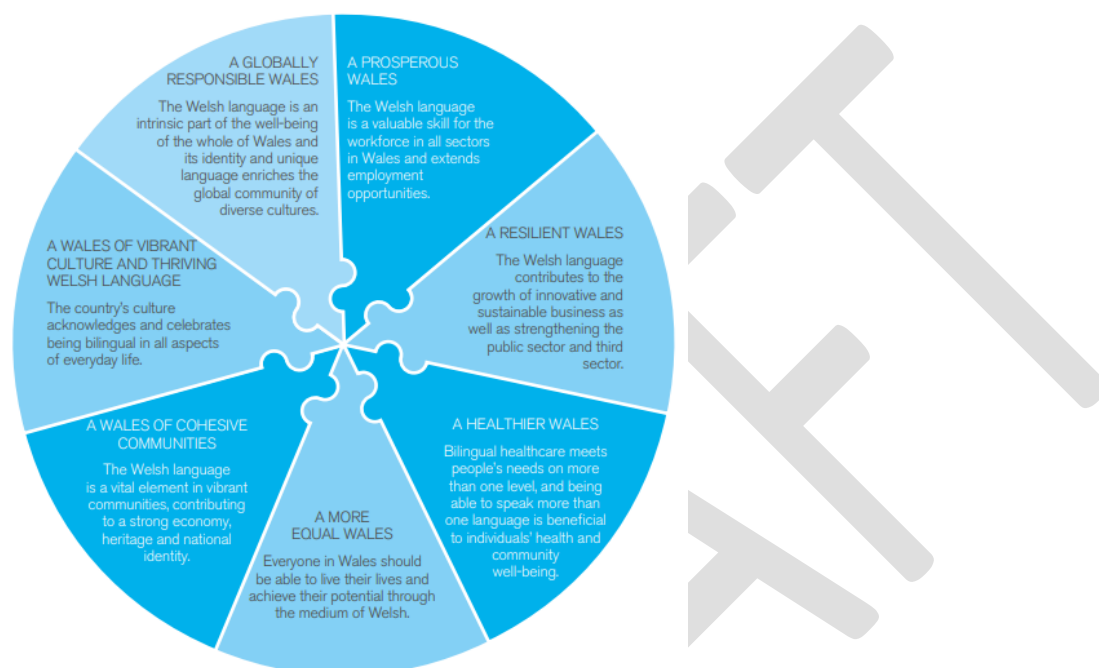 A GLOBALLY
RESPONSIBLE WALES
The Welsh language is an
intrinsic part of the well-being
of the whole of Wales and
its identity and unique
language enriches the
global community of
diverse cultures.
A PROSPEROUS
WALES
The Welsh language
is a valuable skill for the
workforce in all sectors
in Wales and extends
employment
opportunities.
A RESILIENT WALES
The Welsh language
contributes to the
growth of innovative and
sustainable business as
well as strengthening the
public sector and third
sector.
A HEALTHIER WALES
Bilingual healthcare meets
people's needs on more
than one level, and being
able to speak more than
one language is beneficial
to individuals' health and
community
well-being.
A MORE
EQUAL WALES
Everyone in Wales should
be able to live their lives and
achieve their potential through
the medium of Welsh.
A WALES OF COHESIVE
COMMUNITIES
The Welsh language
is a vital element in vibrant
communities, contributing
to a strong economy,
heritage and national
identity.
A WALES OF VIBRANT
CULTURE AND THRIVING
WELSH LANGUAGE
The country's culture
acknowledges and celebrates
being bilingual in all aspects
of everyday life.